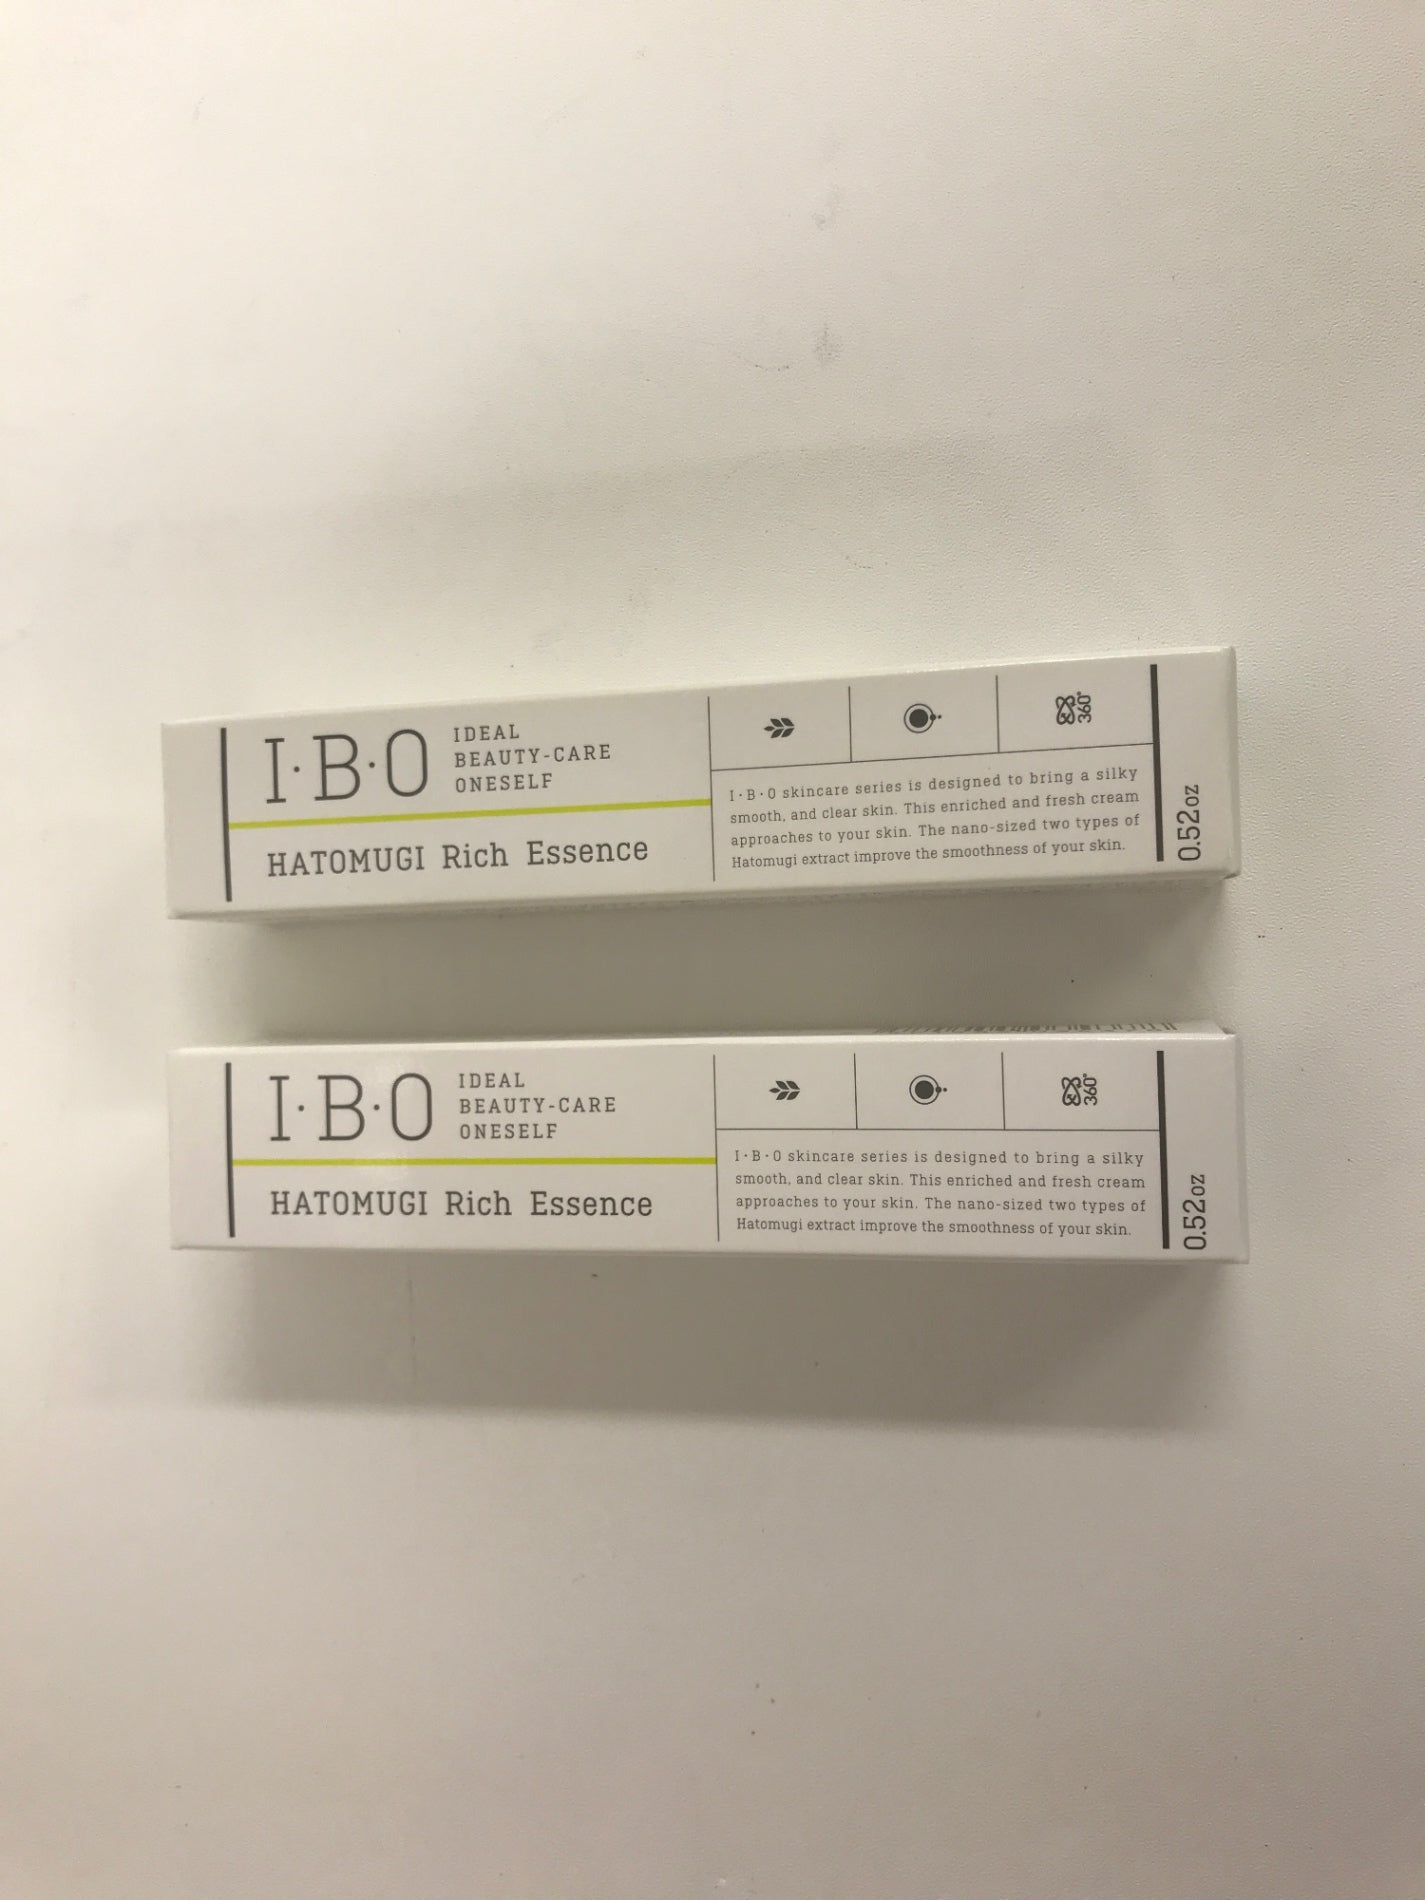 I·B·O
IDEAL
BEAUTY-CARE
ONESELF
HATOMUGI Rich Essence
360°
I·B·O skincare series is designed to bring a silky
smooth, and clear skin. This enriched and fresh cream
approaches to your skin. The nano-sized two types of
Hatomugi extract improve the smoothness of your skin.
0.52oz
I·B·O
IDEAL
BEAUTY-CARE
ONESELF
HATOMUGI Rich Essence
360°
I·B·O skincare series is designed to bring a silky
smooth, and clear skin. This enriched and fresh cream
approaches to your skin. The nano-sized two types of
Hatomugi extract improve the smoothness of your skin.
0.52oz